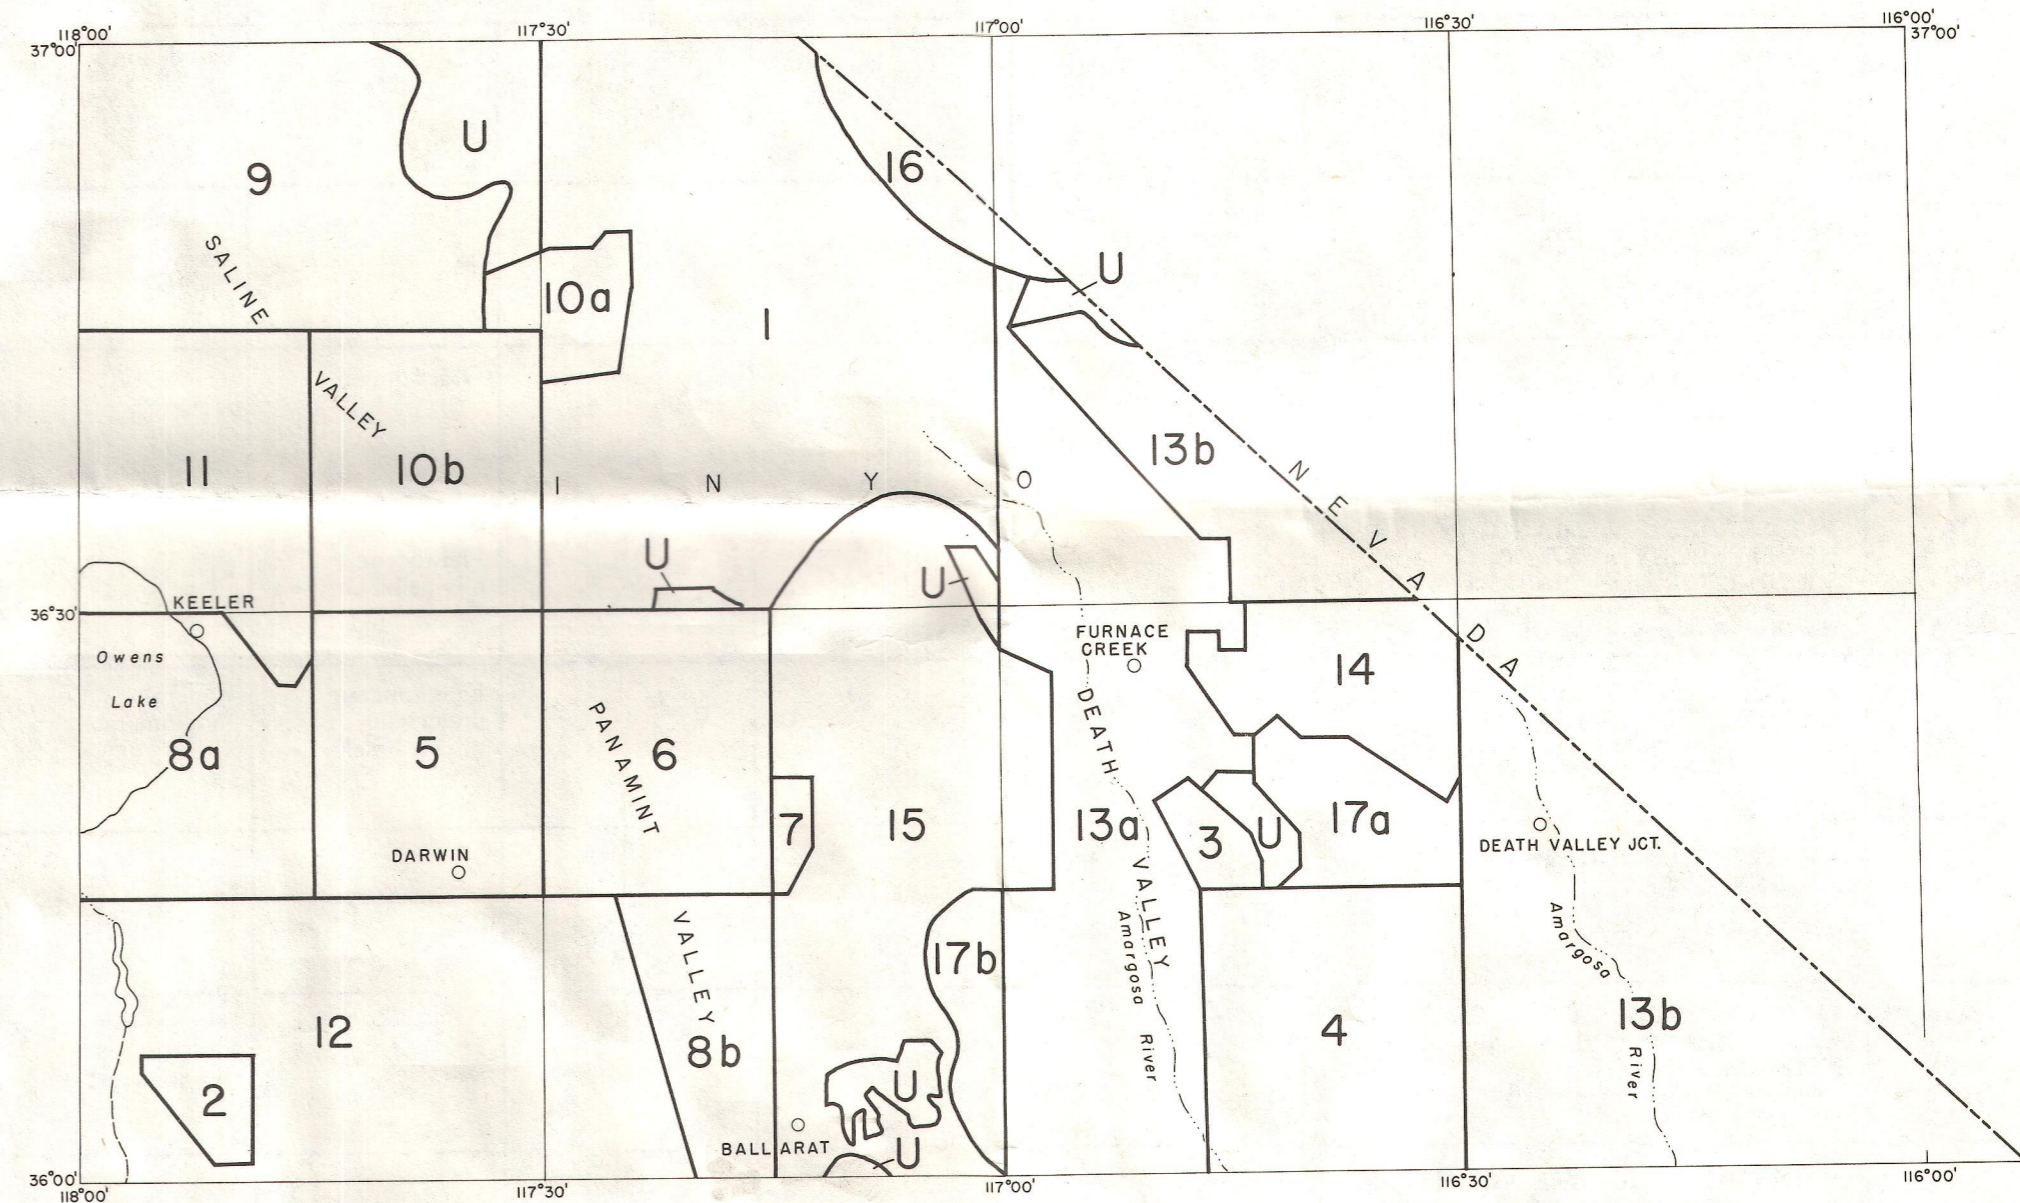 118°00'
117°30'
117°00'
116°30'
116°00'
37°00'
37°00'
U
16
9
SALINE
U
10a
1
VALLEY
13b
11
10b
I N Y O
NEVADA
U
U
KEELER
36°30'
FURNACE
CREEK
Owens
Lake
14
DEATH
PANAMINT
8a
5
6
7
15
13a
3
U
17a
DEATH VALLEY JCT.
DARWIN
VALLEY
Amargosa
River
VALLEY
17b
Amargosa
River
12
8b
4
13b
2
U
BALLARAT
U
36°00'
118°00'
117°30'
117°00'
116°30'
116°00'